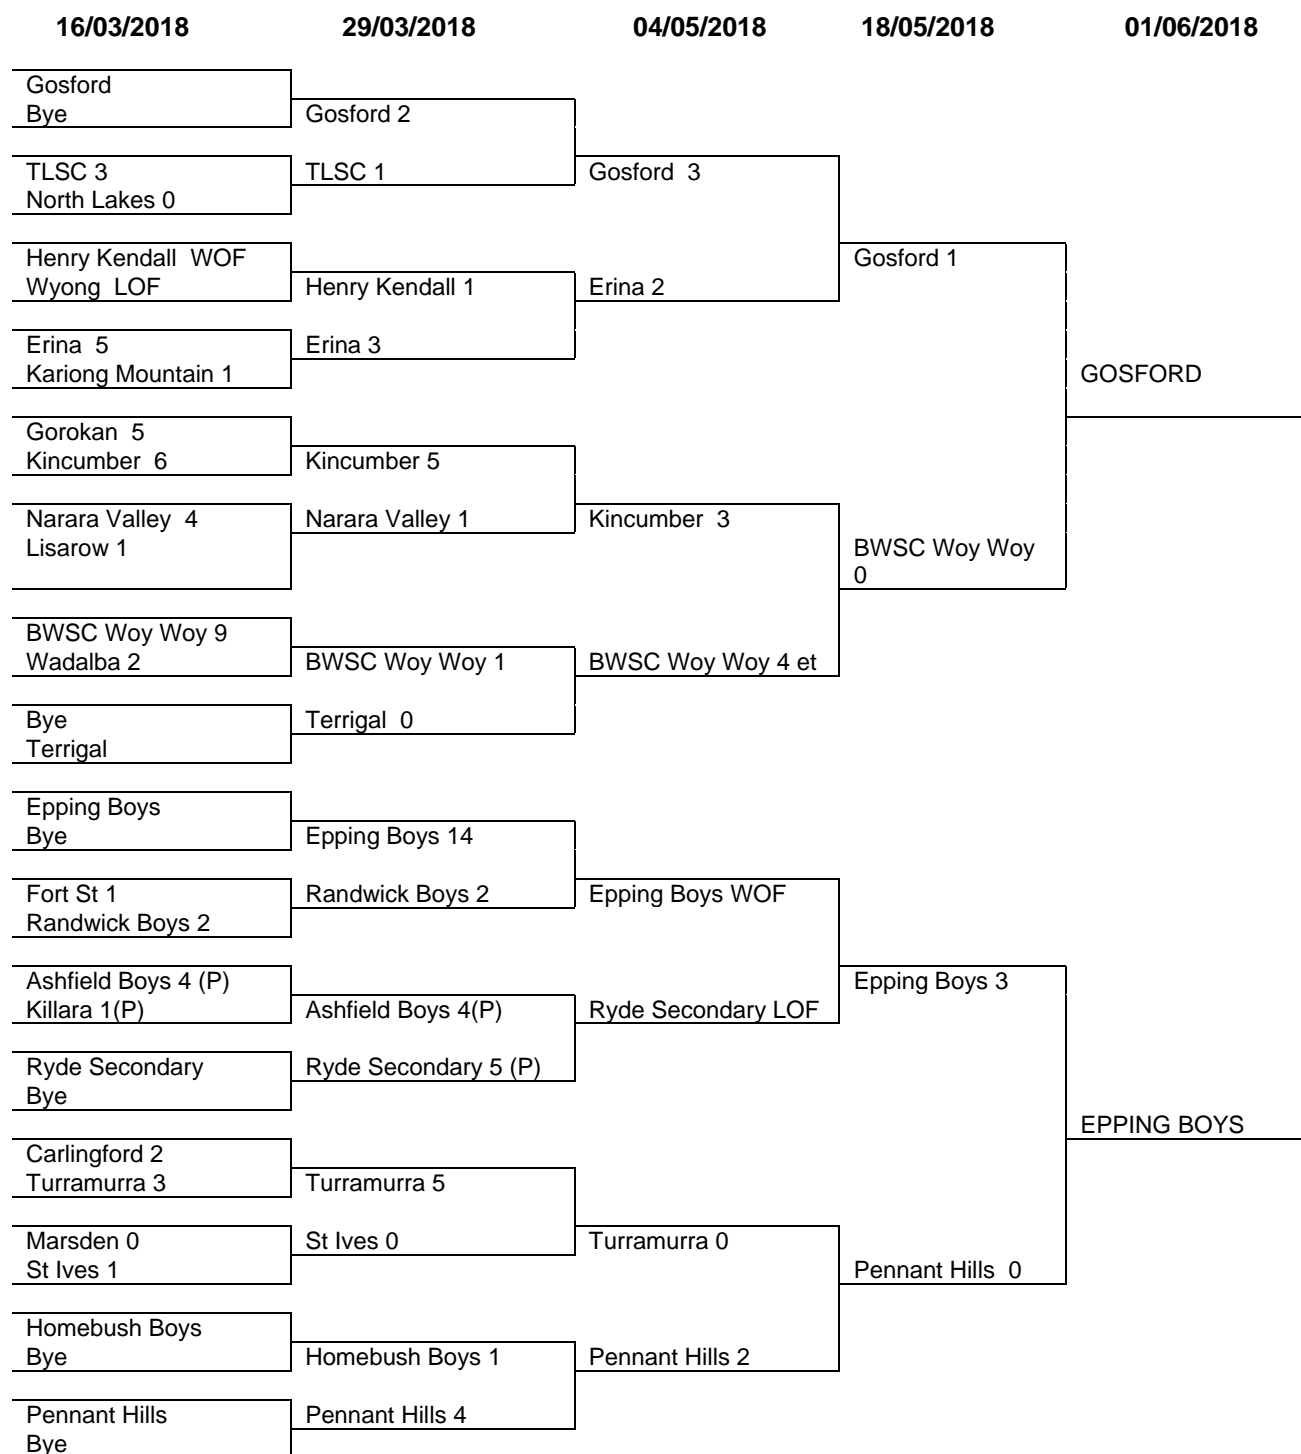 16/03/2018 29/03/2018 04/05/2018 18/05/2018 01/06/2018
Gosford
Bye
Gosford 2
TLSC 3
North Lakes 0
TLSC 1
Gosford 3
Henry Kendall WOF
Wyong LOF
Henry Kendall 1
Erina 2
Gosford 1
Erina 5
Kariong Mountain 1
Erina 3
GOSFORD
Gorokan 5
Kincumber 6
Kincumber 5
Narara Valley 4
Lisarow 1
Narara Valley 1
Kincumber 3
BWSC Woy Woy
0
BWSC Woy Woy 9
Wadalba 2
BWSC Woy Woy 1
BWSC Woy Woy 4 et
Bye
Terrigal
Terrigal 0
Epping Boys
Bye
Epping Boys 14
Fort St 1
Randwick Boys 2
Randwick Boys 2
Epping Boys WOF
Ashfield Boys 4 (P)
Killara 1(P)
Ashfield Boys 4(P)
Ryde Secondary LOF
Epping Boys 3
Ryde Secondary
Bye
Ryde Secondary 5 (P)
EPPING BOYS
Carlingford 2
Turramurra 3
Turramurra 5
Marsden 0
St Ives 1
St Ives 0
Turramurra 0
Pennant Hills 0
Homebush Boys
Bye
Homebush Boys 1
Pennant Hills 2
Pennant Hills
Bye
Pennant Hills 4